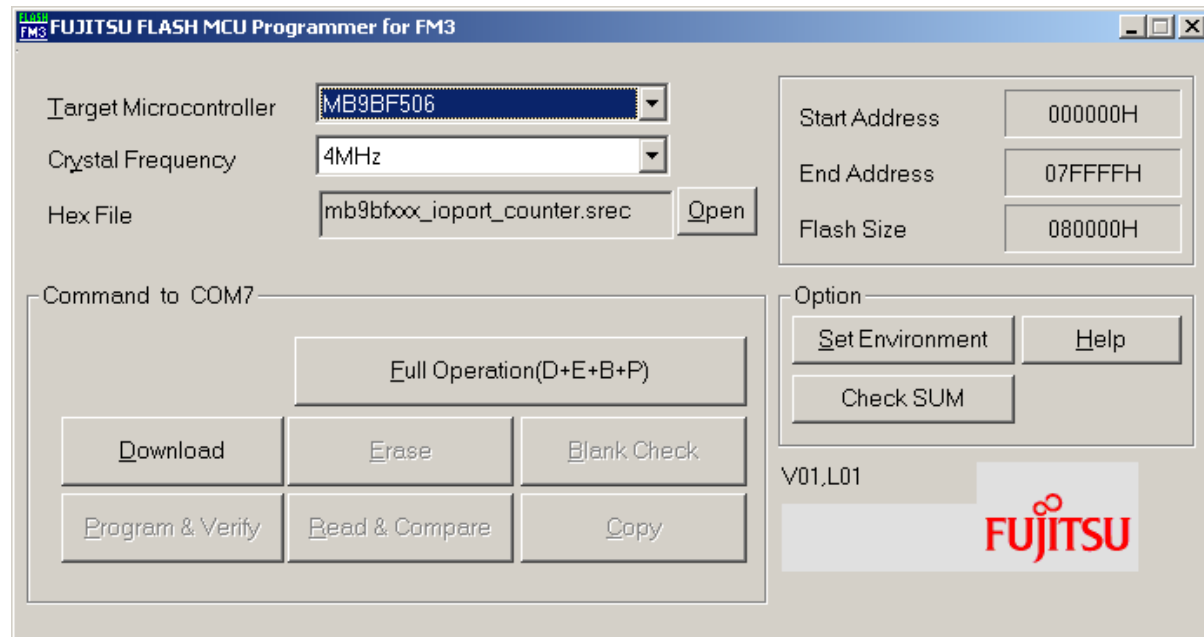 FLASH
FM3 FUJITSU FLASH MCU Programmer for FM3
Target Microcontroller MB9BF506
Crystal Frequency 4MHz
Hex File mb9bfxxx_ioport_counter.srec Open
Start Address 000000H
End Address 07FFFFH
Flash Size 080000H
Command to COM7
Full Operation(D+E+B+P)
Download Erase Blank Check
Program & Verify Read & Compare Copy
Option
Set Environment Help
Check SUM
V01,L01
FUJITSU